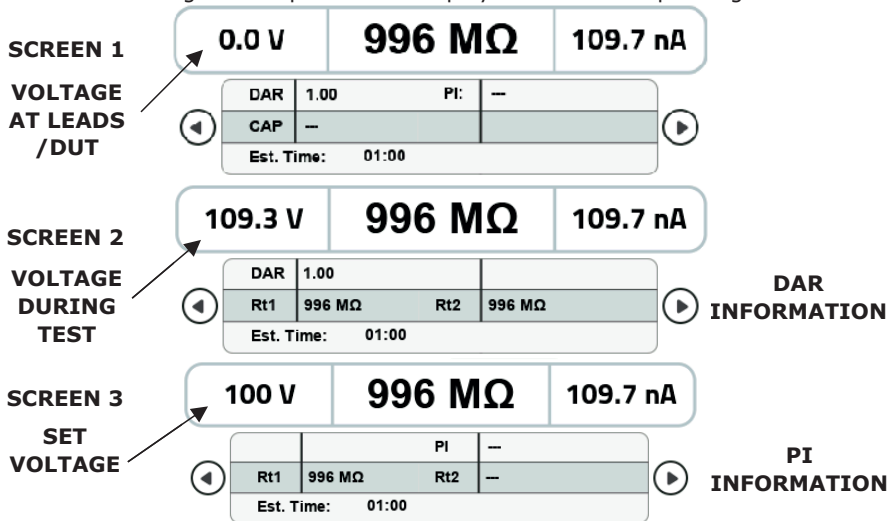 SCREEN 1
VOLTAGE
AT LEADS
/DUT
0.0 V 996 MΩ 109.7 nA
DAR 1.00 PI: ---
CAP ---
Est. Time: 01:00
SCREEN 2
VOLTAGE
DURING
TEST
109.3 V 996 MΩ 109.7 nA
DAR 1.00
Rt1 996 MΩ Rt2 996 MΩ
Est. Time: 01:00
DAR
INFORMATION
SCREEN 3
SET
VOLTAGE
100 V 996 MΩ 109.7 nA
PI ---
Rt1 996 MΩ Rt2 ---
Est. Time: 01:00
PI
INFORMATION